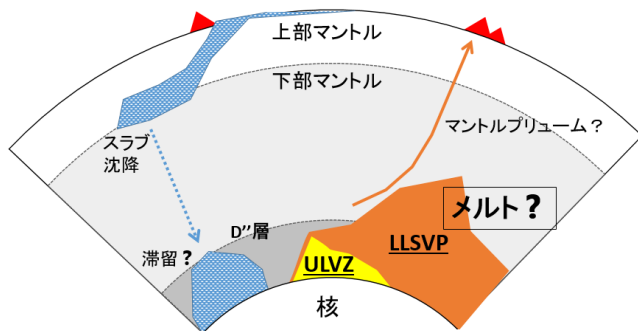 上部マントル
下部マントル
マントルプリューム？
スラブ
沈降
メルト？
D’’層
滞留？
LLSVP
ULVZ
核